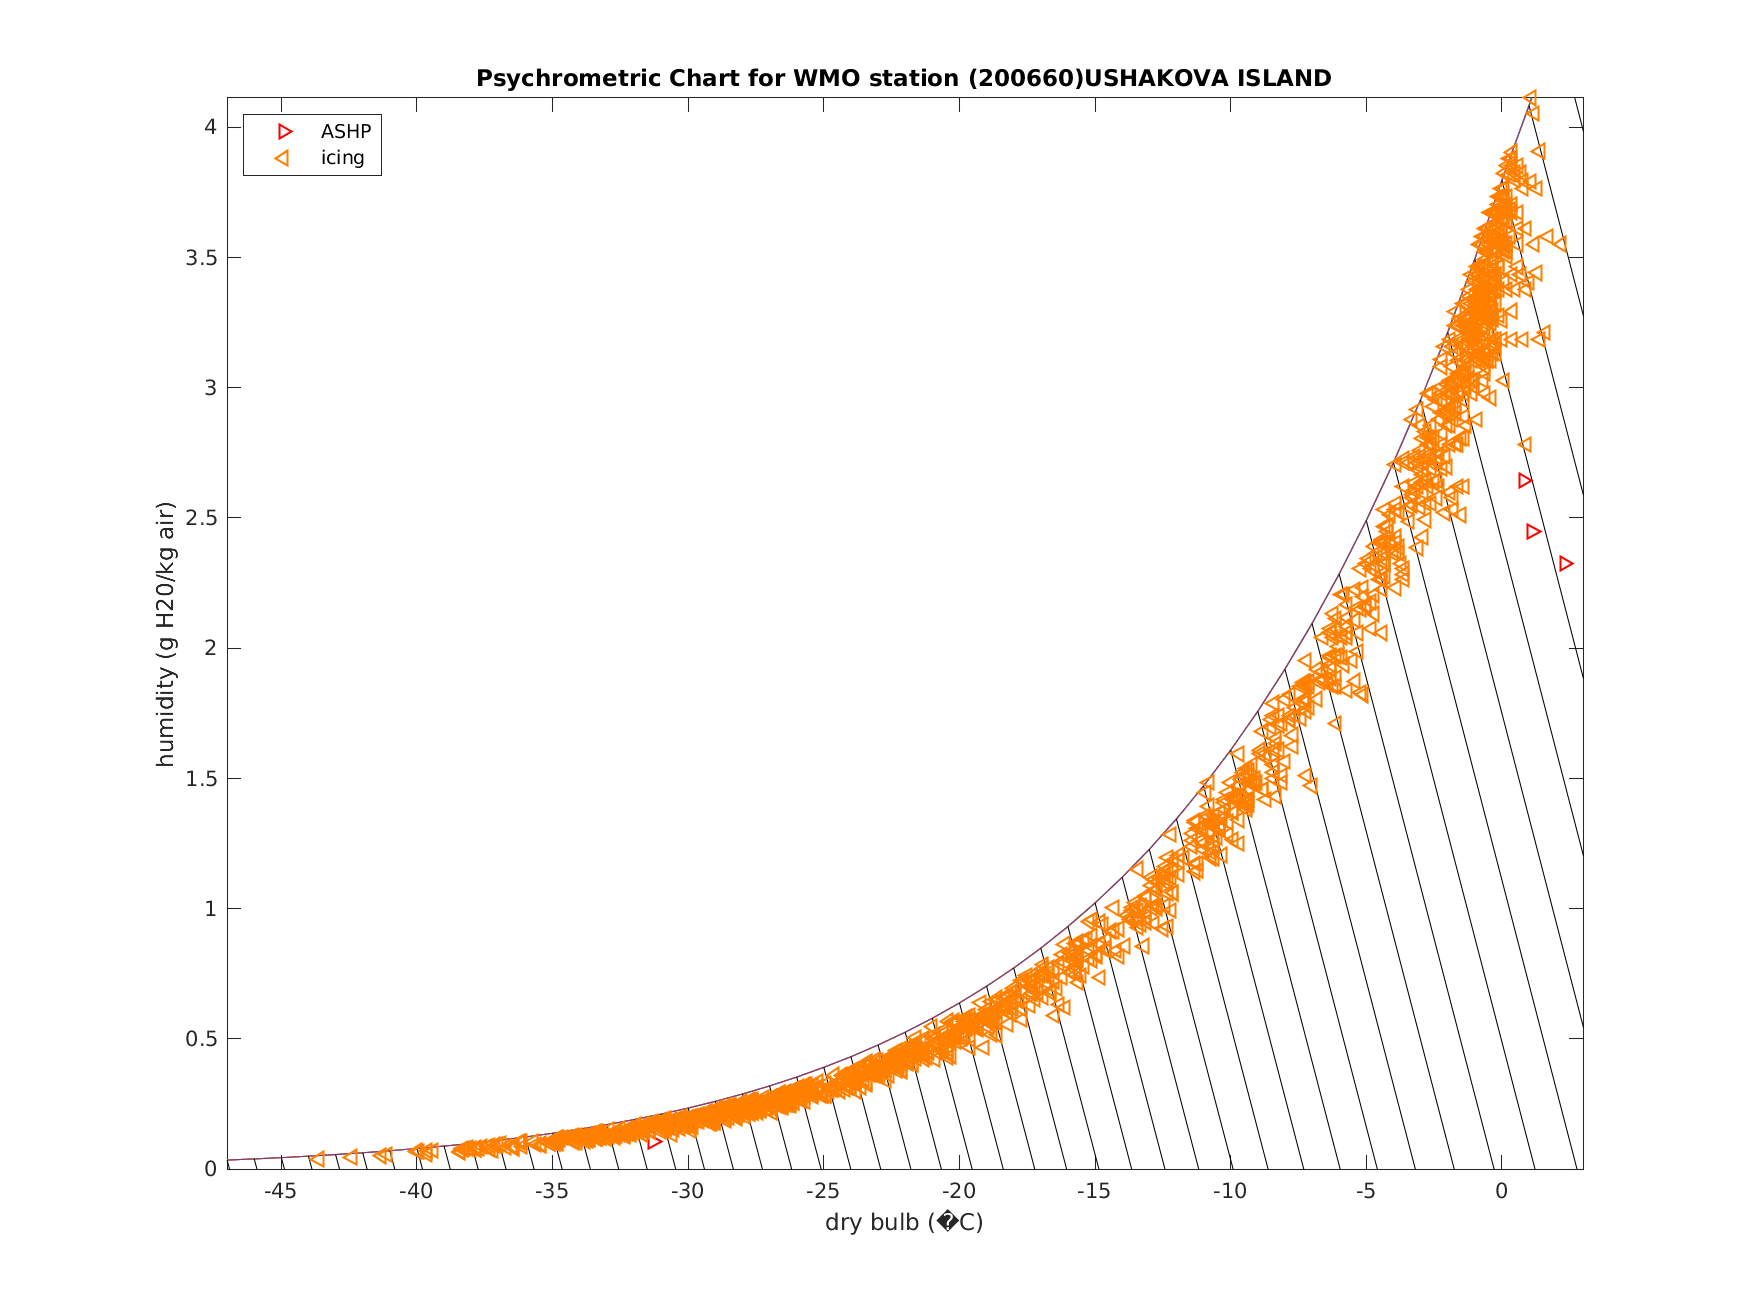 Psychrometric Chart for WMO station (200660)USHAKOVA ISLAND
ASHP
icing
humidity (g H20/kg air)
4
3.5
3
2.5
2
1.5
1
0.5
0
-45 -40 -35 -30 -25 -20 -15 -10 -5 0
dry bulb (�C)